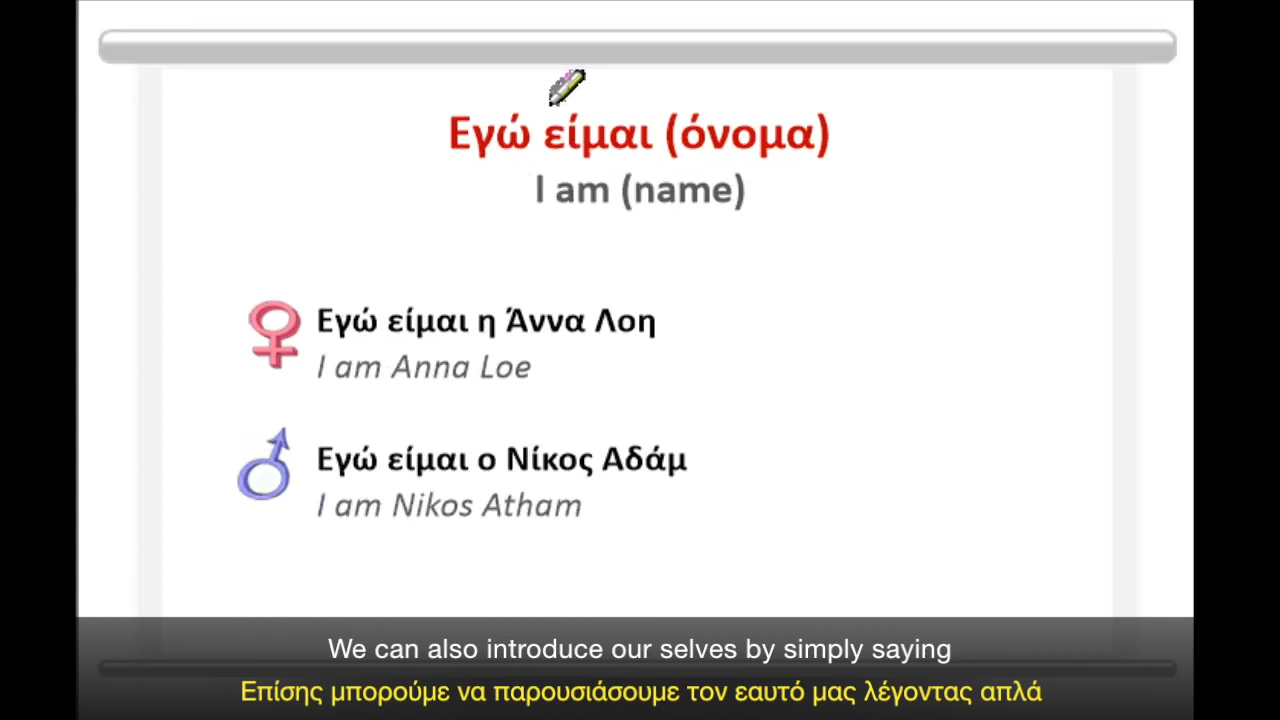 Εγώ είμαι (όνομα)
I am (name)
Εγώ είμαι η Άννα Λοη
I am Anna Loe
Εγώ είμαι ο Νίκος Αδάμ
I am Nikos Atham
We can also introduce our selves by simply saying
Επίσης μπορούμε να παρουσιάσουμε τον εαυτό μας λέγοντας απλά